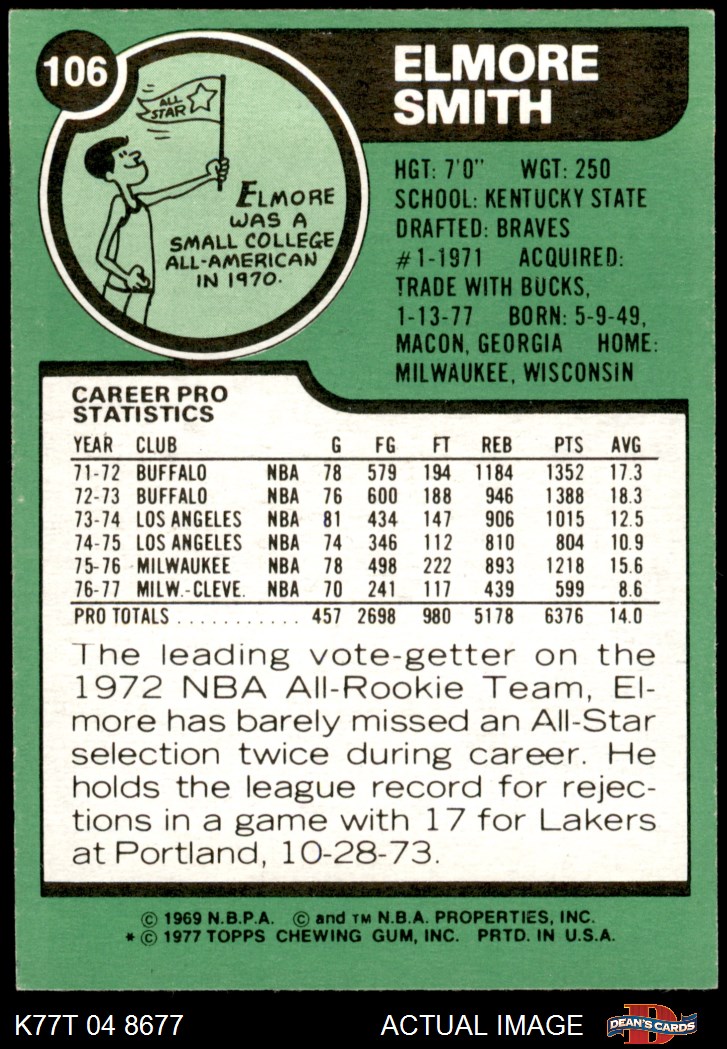 106
ELMORE
SMITH
ALL
STAR
ELMORE
WAS A
SMALL COLLEGE
ALL-AMERICAN
IN 1970.
HGT: 7'0" WGT: 250
SCHOOL: KENTUCKY STATE
DRAFTED: BRAVES
#1-1971 ACQUIRED:
TRADE WITH BUCKS,
1-13-77 BORN: 5-9-49,
MACON, GEORGIA HOME:
MILWAUKEE, WISCONSIN
CAREER PRO
STATISTICS
YEAR CLUB G FG FT REB PTS AVG
71-72 BUFFALO NBA 78 579 194 1184 1352 17.3
72-73 BUFFALO NBA 76 600 188 946 1388 18.3
73-74 LOS ANGELES NBA 81 434 147 906 1015 12.5
74-75 LOS ANGELES NBA 74 346 112 810 804 10.9
75-76 MILWAUKEE NBA 78 498 222 893 1218 15.6
76-77 MILW.-CLEVE. NBA 70 241 117 439 599 8.6
PRO TOTALS . . . . . . . . . . . 457 2698 980 5178 6376 14.0
The leading vote-getter on the
1972 NBA All-Rookie Team, El-
more has barely missed an All-Star
selection twice during career. He
holds the league record for rejec-
tions in a game with 17 for Lakers
at Portland, 10-28-73.
© 1969 N.B.P.A. © and TM N.B.A. PROPERTIES, INC.
* © 1977 TOPPS CHEWING GUM, INC. PRTD. IN U.S.A.
K77T 04 8677 ACTUAL IMAGE D DEAN'S CARDS